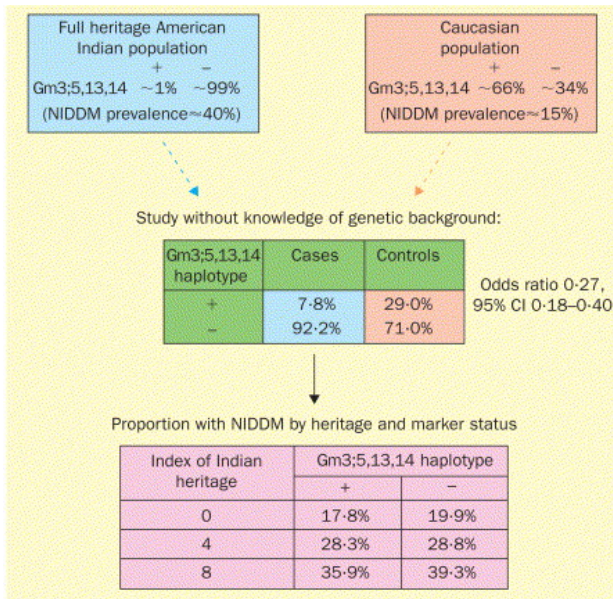 Full heritage American
Indian population
+ −
Gm3;5,13,14 ~1% ~99%
(NIDDM prevalence≈40%)
Caucasian
population
+ −
Gm3;5,13,14 ~66% ~34%
(NIDDM prevalence≈15%)
Study without knowledge of genetic background:
Gm3;5,13,14 haplotype Cases Controls
+ 7·8% 29·0%
− 92·2% 71·0%
Odds ratio 0·27,
95% CI 0·18–0·40
Proportion with NIDDM by heritage and marker status
Index of Indian heritage Gm3;5,13,14 haplotype
+ −
0 17·8% 19·9%
4 28·3% 28·8%
8 35·9% 39·3%